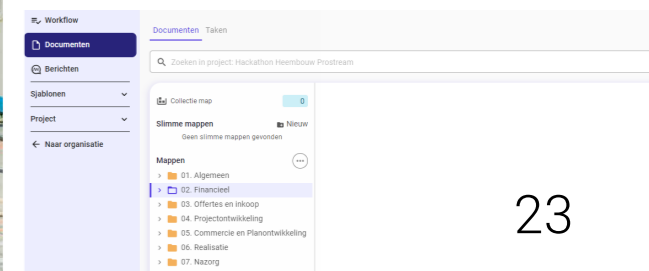 Workflow
Documenten
Berichten
Sjablonen
Project
Naar organisatie
Documenten Taken
Zoeken in project: Hackathon Heembouw Prostream
Collectie map 0
Slimme mappen Nieuw
Geen slimme mappen gevonden
Mappen
01. Algemeen
02. Financieel
03. Offertes en inkoop
04. Projectontwikkeling
05. Commercie en Planontwikkeling
06. Realisatie
07. Nazorg
23